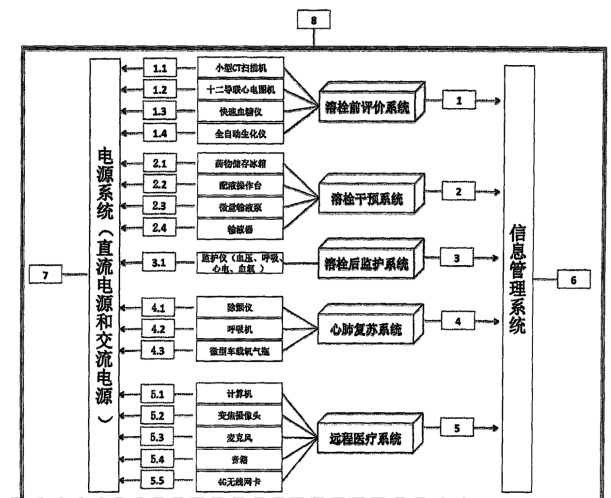 8
1.1 小型CT扫描机
1.2 十二导联心电图机
1.3 快速血糖仪
1.4 全自动生化仪
溶栓前评价系统 1
2.1 药物储存冰箱
2.2 配液操作台
2.3 微量输液泵
2.4 输液器
溶栓干预系统 2
3.1 监护仪（血压、呼吸、
心电、血氧）
溶栓后监护系统 3
4.1 除颤仪
4.2 呼吸机
4.3 微型车载氧气瓶
心肺复苏系统 4
5.1 计算机
5.2 变焦摄像头
5.3 麦克风
5.4 音箱
5.5 4G无线网卡
远程医疗系统 5
7
电源系统（直流电源和交流电源）
信息管理系统
6